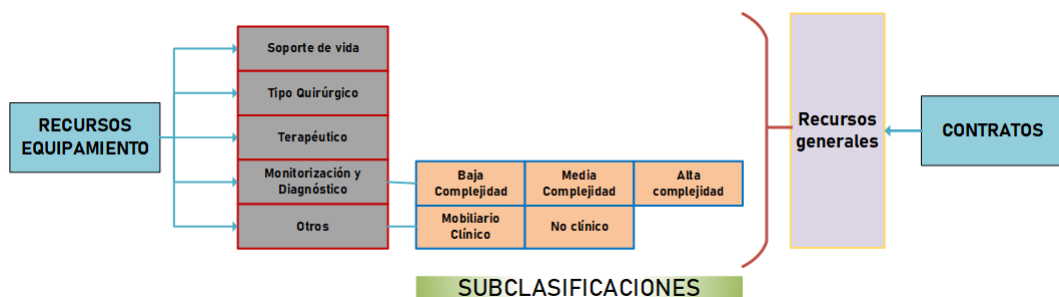 RECURSOS
EQUIPAMIENTO
Soporte de vida
Tipo Quirúrgico
Terapéutico
Monitorización y
Diagnóstico
Otros
Baja
Complejidad
Media
Complejidad
Alta
complejidad
Mobiliario
Clínico
No clínico
SUBCLASIFICACIONES
Recursos
generales
CONTRATOS